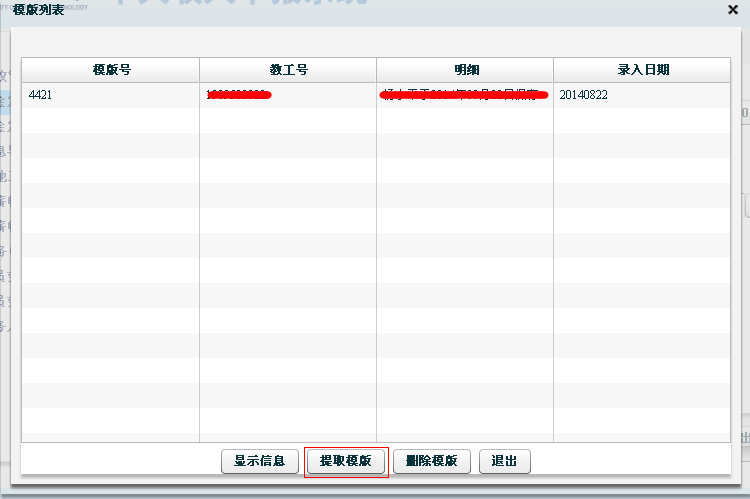 模版列表
模版号 教工号 明细 录入日期
4421 20140822
显示信息 提取模版 删除模版 退出